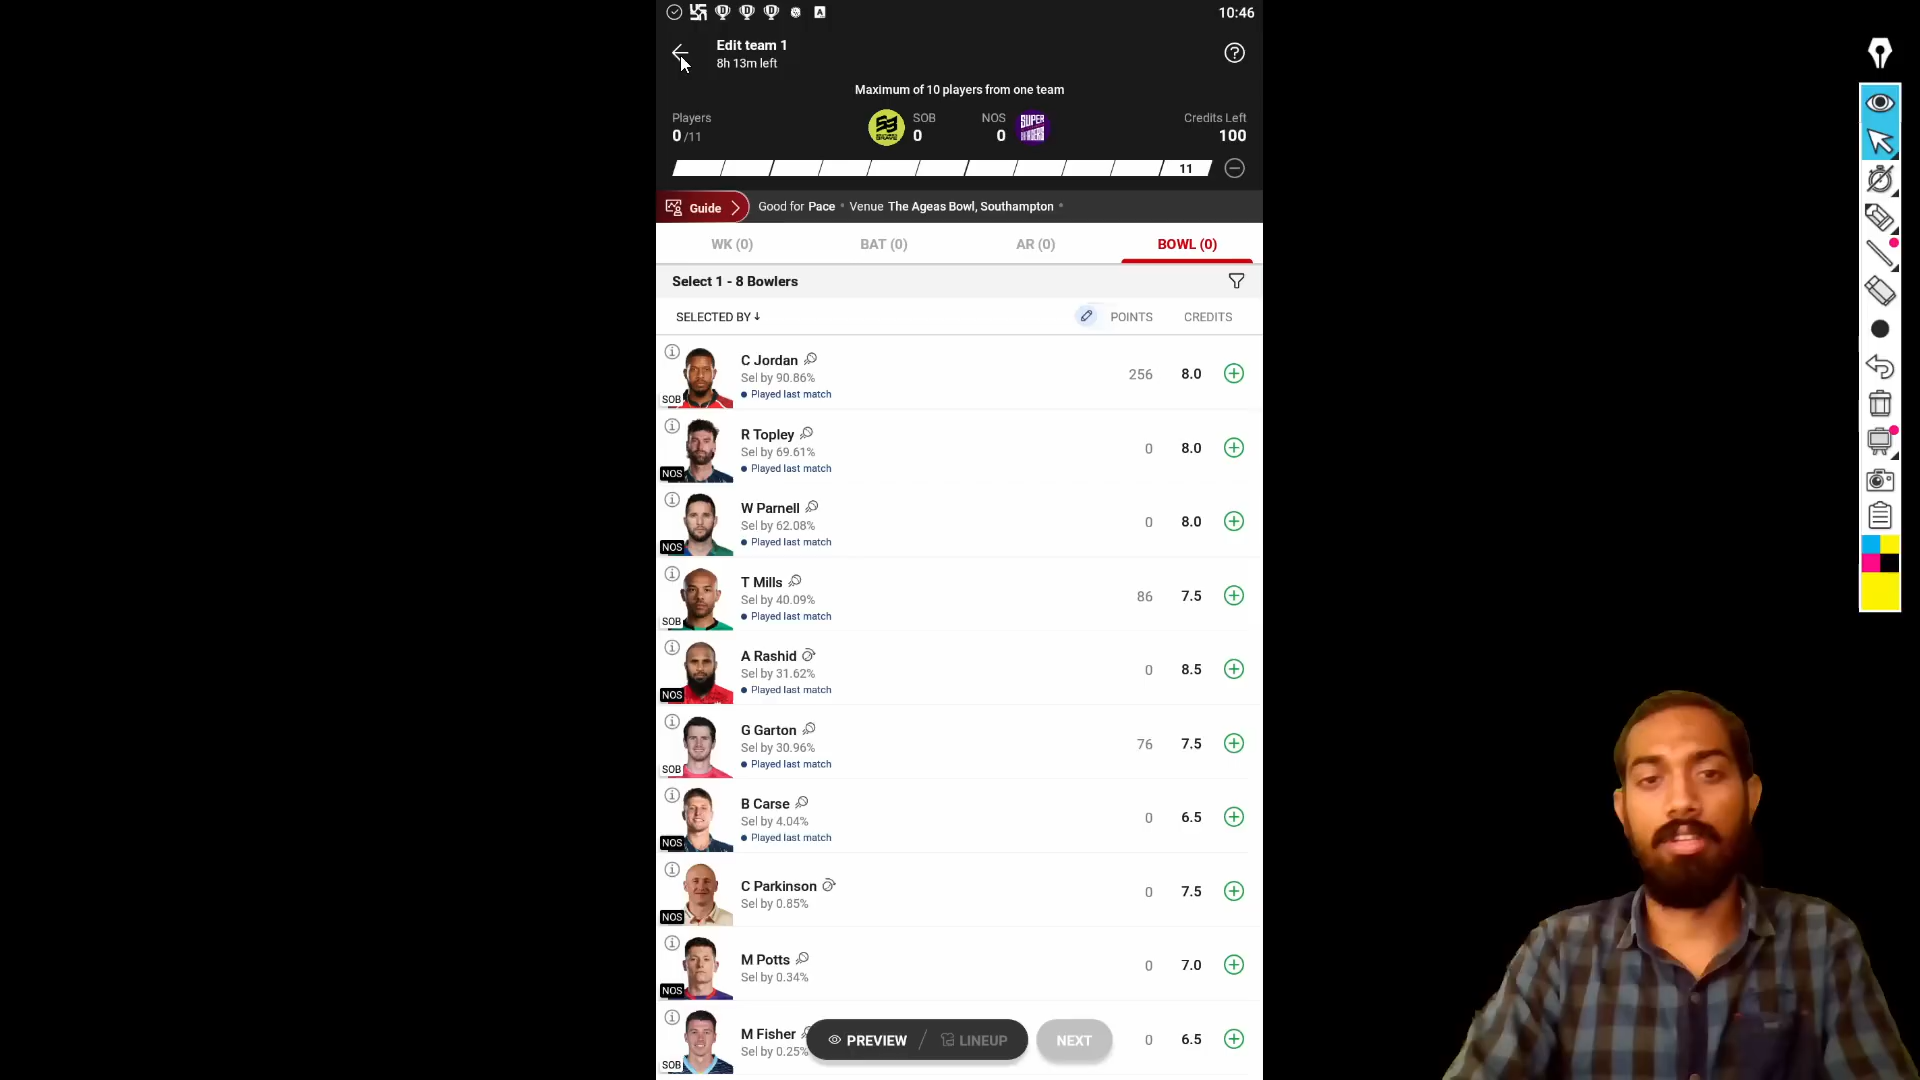 10:46
Edit team 1
8h 13m left
Maximum of 10 players from one team
Players
0 /11
SOB
0
NOS
0
SUPER
Credits Left
100
11
Guide
Good for Pace • Venue The Ageas Bowl, Southampton •
WK (0)
BAT (0)
AR (0)
BOWL (0)
Select 1 - 8 Bowlers
SELECTED BY ↓
POINTS
CREDITS
C Jordan
Sel by 90.86%
Played last match
SOB
256
8.0
R Topley
Sel by 69.61%
Played last match
NOS
0
8.0
W Parnell
Sel by 62.08%
Played last match
NOS
0
8.0
T Mills
Sel by 40.09%
Played last match
SOB
86
7.5
A Rashid
Sel by 31.62%
Played last match
NOS
0
8.5
G Garton
Sel by 30.96%
Played last match
SOB
76
7.5
B Carse
Sel by 4.04%
Played last match
NOS
0
6.5
C Parkinson
Sel by 0.85%
NOS
0
7.5
M Potts
Sel by 0.34%
NOS
0
7.0
M Fisher
Sel by 0.25%
SOB
0
6.5
PREVIEW
LINEUP
NEXT